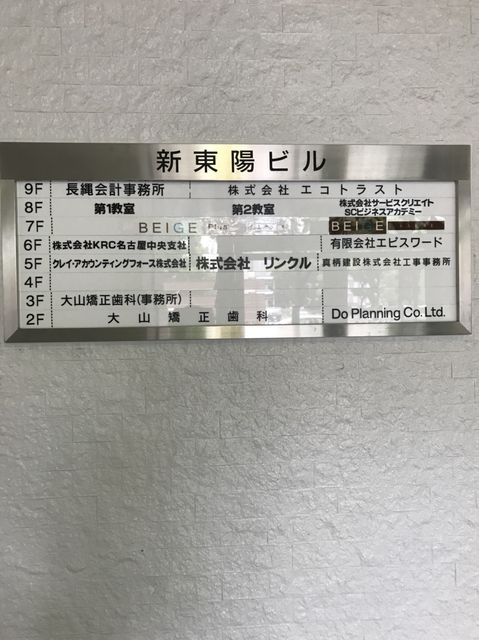 新東陽ビル
9F 長縄会計事務所 株式会社 エコトラスト
8F 第1教室 第2教室 株式会社サービスクリエイト SCビジネスアカデミー
7F BEIGE Plus BEIGE
6F 株式会社KRC名古屋中央支社 有限会社エピスワード
5F クレイ・アカウンティングフォース株式会社 株式会社 リンクル 真柄建設株式会社工事事務所
4F
3F 大山矯正歯科(事務所)
2F 大山矯正歯科 Do Planning Co.Ltd.